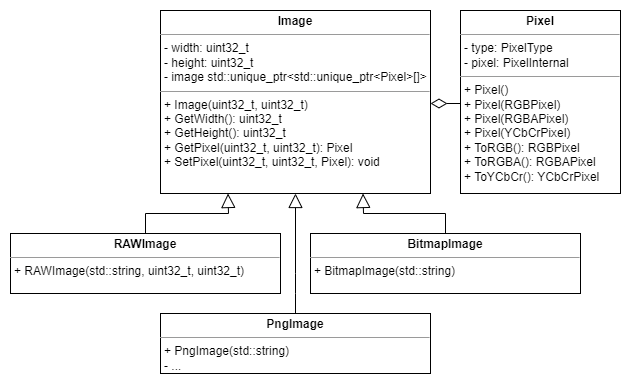 Image
- width: uint32_t
- height: uint32_t
- image std::unique_ptr<std::unique_ptr<Pixel>[]>
+ Image(uint32_t, uint32_t)
+ GetWidth(): uint32_t
+ GetHeight(): uint32_t
+ GetPixel(uint32_t, uint32_t): Pixel
+ SetPixel(uint32_t, uint32_t, Pixel): void
Pixel
- type: PixelType
- pixel: PixelInternal
+ Pixel()
+ Pixel(RGBPixel)
+ Pixel(RGBAPixel)
+ Pixel(YCbCrPixel)
+ ToRGB(): RGBPixel
+ ToRGBA(): RGBAPixel
+ ToYCbCr(): YCbCrPixel
RAWImage
+ RAWImage(std::string, uint32_t, uint32_t)
BitmapImage
+ BitmapImage(std::string)
PngImage
+ PngImage(std::string)
- ...